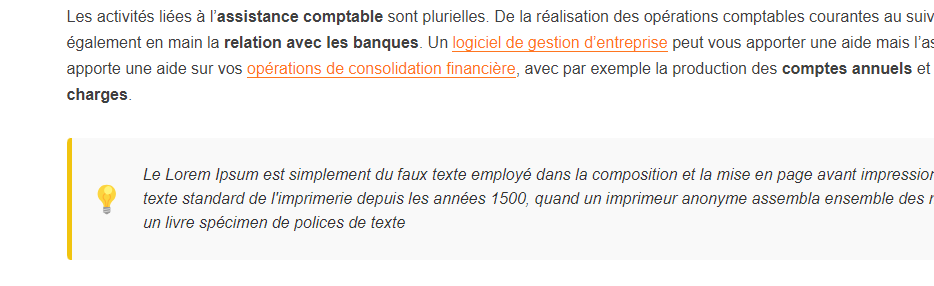 Les activités liées à l’assistance comptable sont plurielles. De la réalisation des opérations comptables courantes au
également en main la relation avec les banques. Un logiciel de gestion d’entreprise peut vous apporter une aide mais
apporte une aide sur vos opérations de consolidation financière, avec par exemple la production des comptes annuels et
charges.
Le Lorem Ipsum est simplement du faux texte employé dans la composition et la mise en page avant impression
texte standard de l'imprimerie depuis les années 1500, quand un imprimeur anonyme assembla ensemble des
un livre spécimen de polices de texte